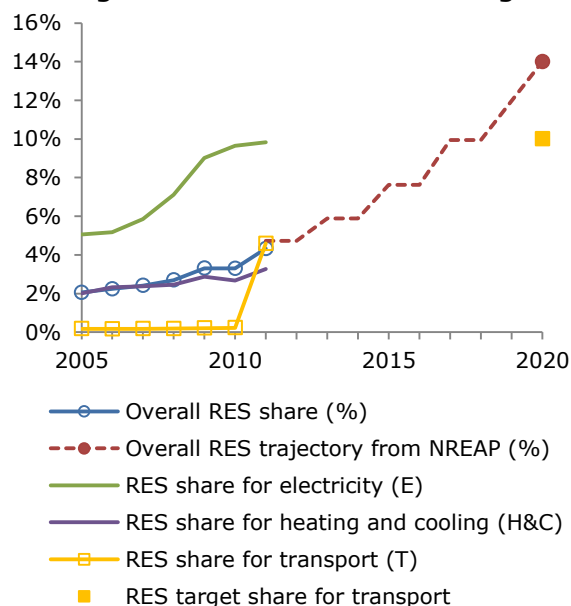 16%
14%
12%
10%
8%
6%
4%
2%
0%
2005 2010 2015 2020
Overall RES share (%)
Overall RES trajectory from NREAP (%)
RES share for electricity (E)
RES share for heating and cooling (H&C)
RES share for transport (T)
RES target share for transport